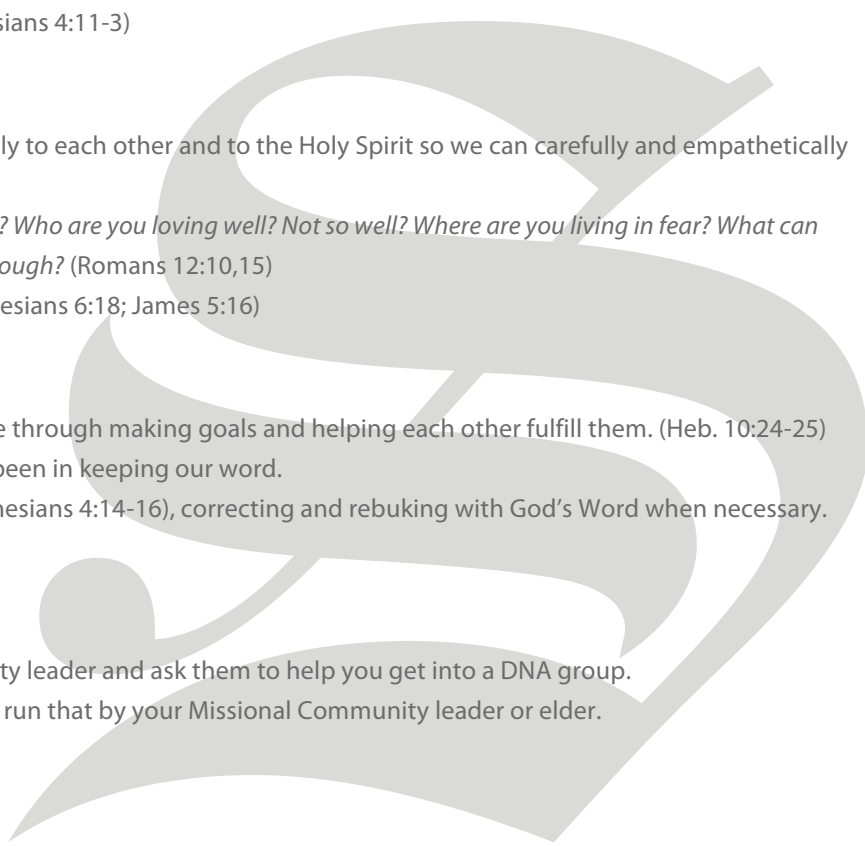 sians 4:11-3)
ly to each other and to the Holy Spirit so we can carefully and empathetically
? Who are you loving well? Not so well? Where are you living in fear? What can
ough? (Romans 12:10,15)
esians 6:18; James 5:16)
e through making goals and helping each other fulfill them. (Heb. 10:24-25)
been in keeping our word.
nesians 4:14-16), correcting and rebuking with God’s Word when necessary.
ty leader and ask them to help you get into a DNA group.
run that by your Missional Community leader or elder.